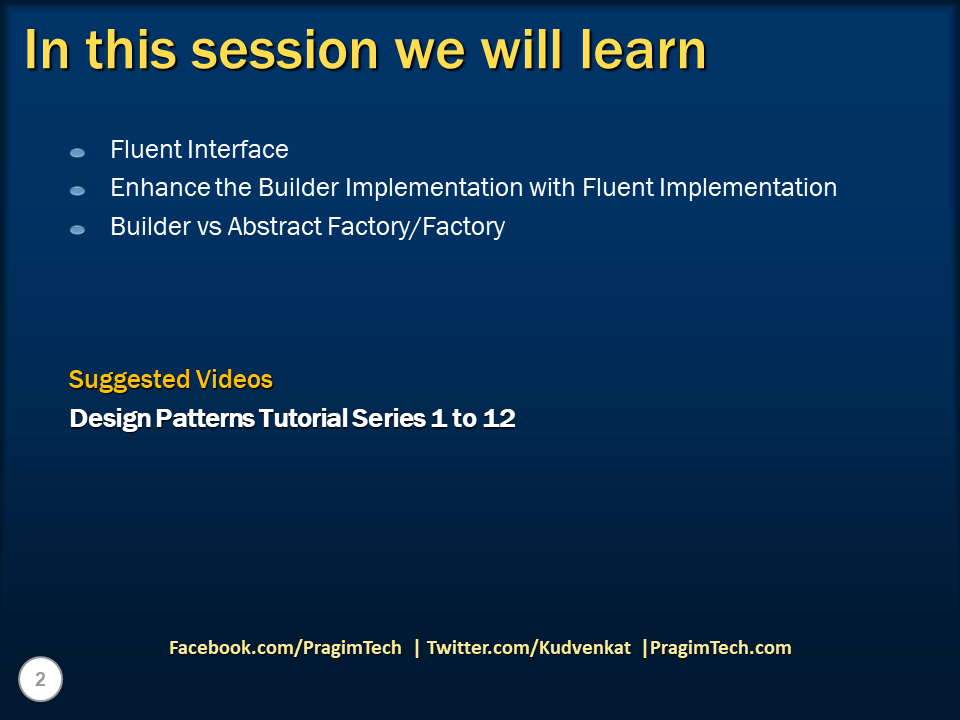 In this session we will learn
Fluent Interface
Enhance the Builder Implementation with Fluent Implementation
Builder vs Abstract Factory/Factory
Suggested Videos
Design Patterns Tutorial Series 1 to 12
Facebook.com/PragimTech | Twitter.com/Kudvenkat |PragimTech.com
2